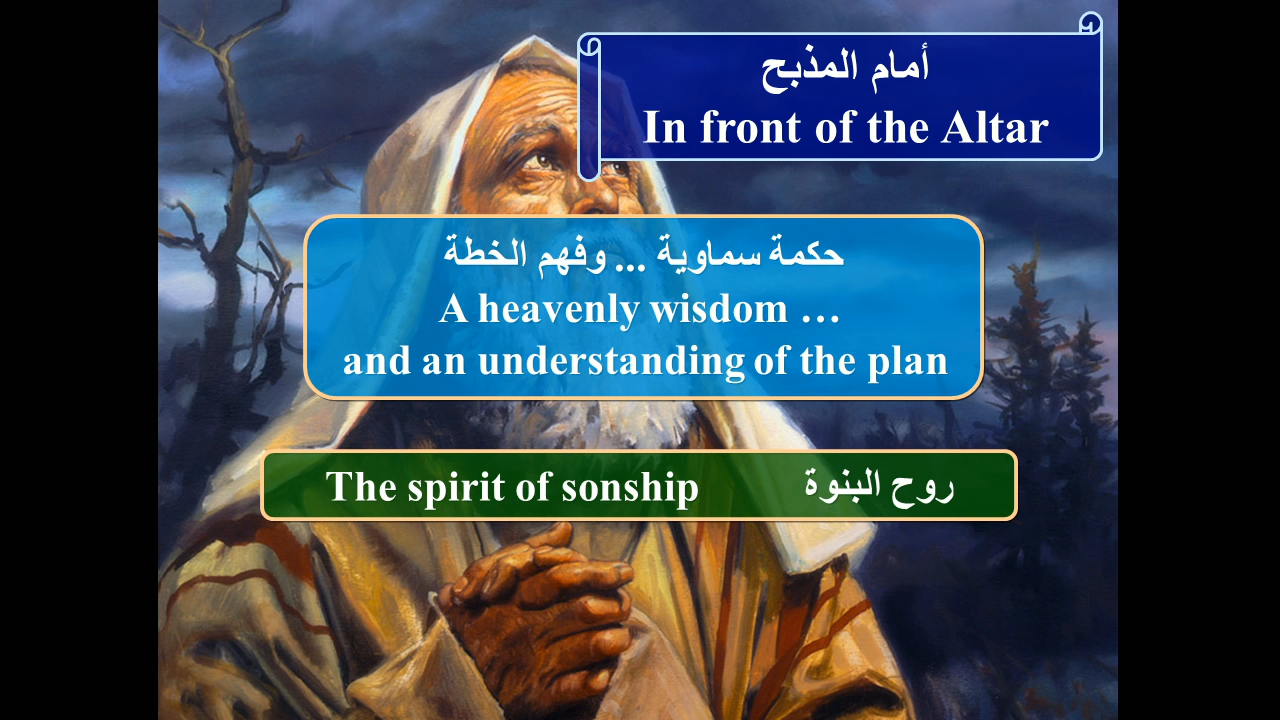 أمام المذبح
In front of the Altar
حكمة سماوية ... وفهم الخطة
A heavenly wisdom …
and an understanding of the plan
The spirit of sonship روح البنوة